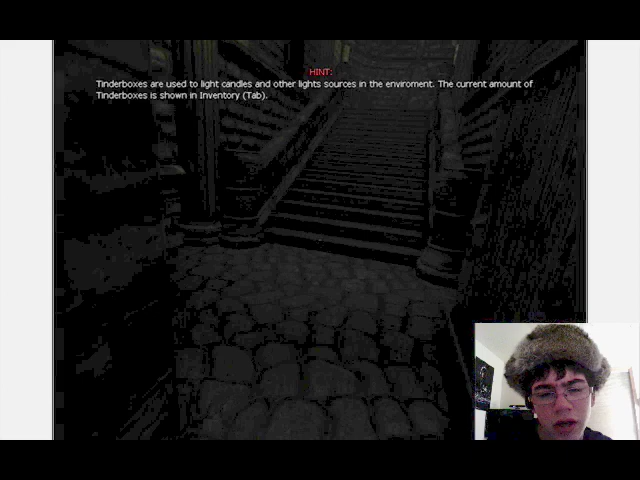 HINT:
Tinderboxes are used to light candles and other lights sources in the enviroment. The current amount of
Tinderboxes is shown in Inventory (Tab).